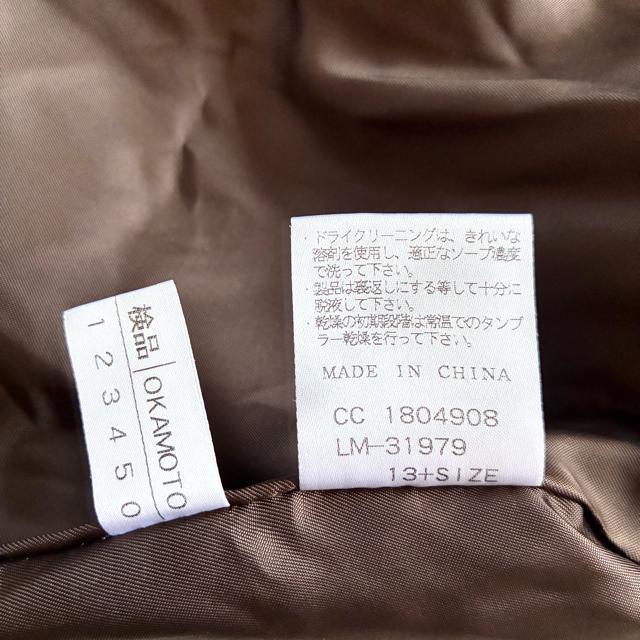 検品 OKAMOTO
1 2 3 4 5 0
・ドライクリーニングは、きれいな
溶剤を使用し、適正なソープ濃度
で洗って下さい。
・製品は裏返しにする等して十分に
脱液して下さい。
・乾燥の初期段階は常温でのタンブ
ラー乾燥を行って下さい。
MADE IN CHINA
CC 1804908
LM-31979
13+SIZE